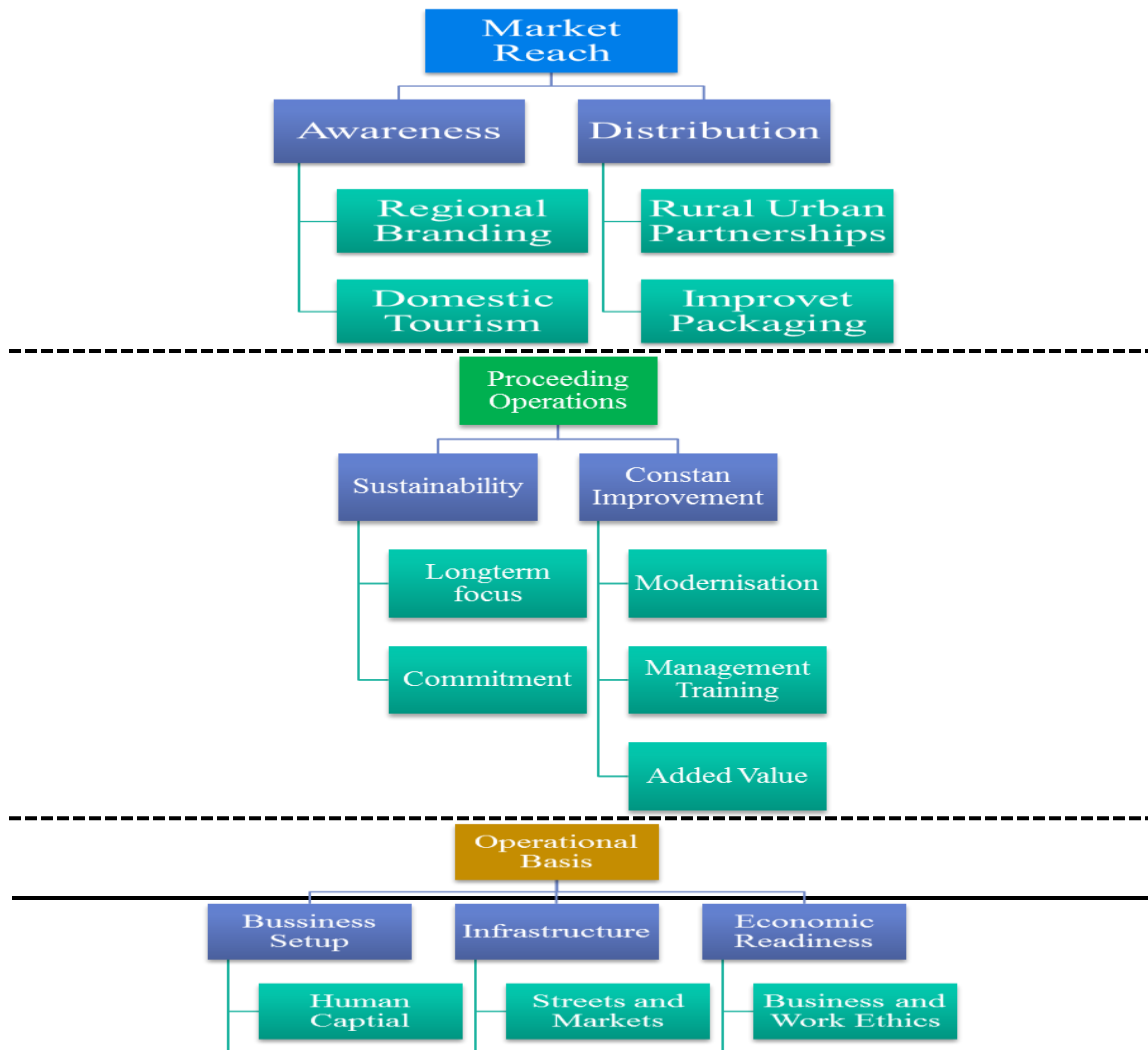 Market
Reach
Awareness
Distribution
Regional
Branding
Rural Urban
Partnerships
Domestic
Tourism
Improvet
Packaging
Proceeding
Operations
Sustainability
Constan
Improvement
Longterm
focus
Modernisation
Commitment
Management
Training
Added Value
Operational
Basis
Bussiness
Setup
Infrastructure
Economic
Readiness
Human
Captial
Streets and
Markets
Business and
Work Ethics